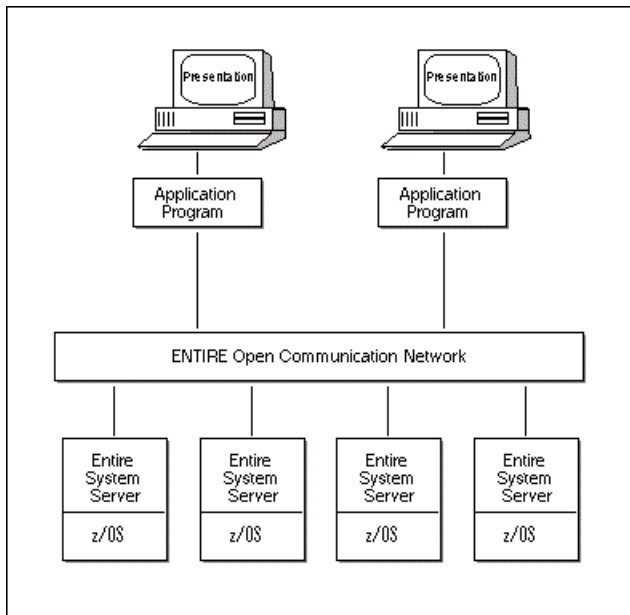 Presentation
Presentation
Application
Program
Application
Program
ENTIRE Open Communication Network
Entire
System
Server
z/OS
Entire
System
Server
z/OS
Entire
System
Server
z/OS
Entire
System
Server
z/OS